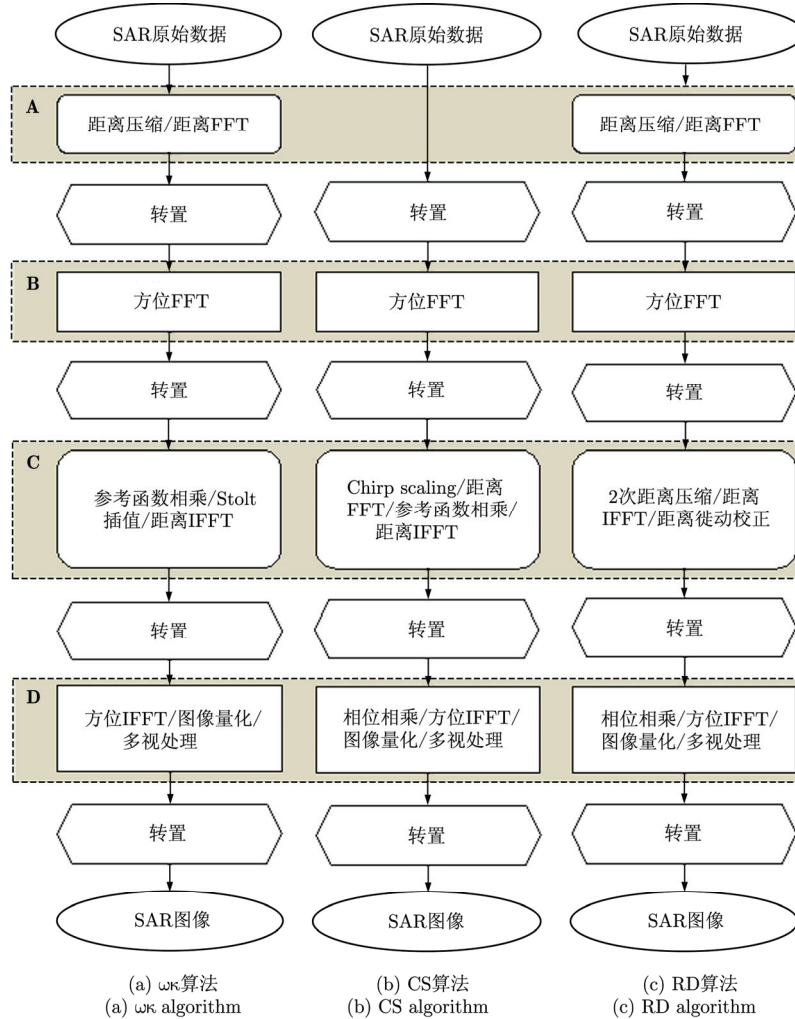 SAR原始数据
SAR原始数据
SAR原始数据
A
距离压缩/距离FFT
距离压缩/距离FFT
转置
转置
转置
B
方位FFT
方位FFT
方位FFT
转置
转置
转置
C
参考函数相乘/Stolt
插值/距离IFFT
Chirp scaling/距离
FFT/参考函数相乘/
距离IFFT
2次距离压缩/距离
IFFT/距离徙动校正
转置
转置
转置
D
方位IFFT/图像量化/
多视处理
相位相乘/方位IFFT/
图像量化/多视处理
相位相乘/方位IFFT/
图像量化/多视处理
转置
转置
转置
SAR图像
SAR图像
SAR图像
(a) ωκ算法
(a) ωκ algorithm
(b) CS算法
(b) CS algorithm
(c) RD算法
(c) RD algorithm